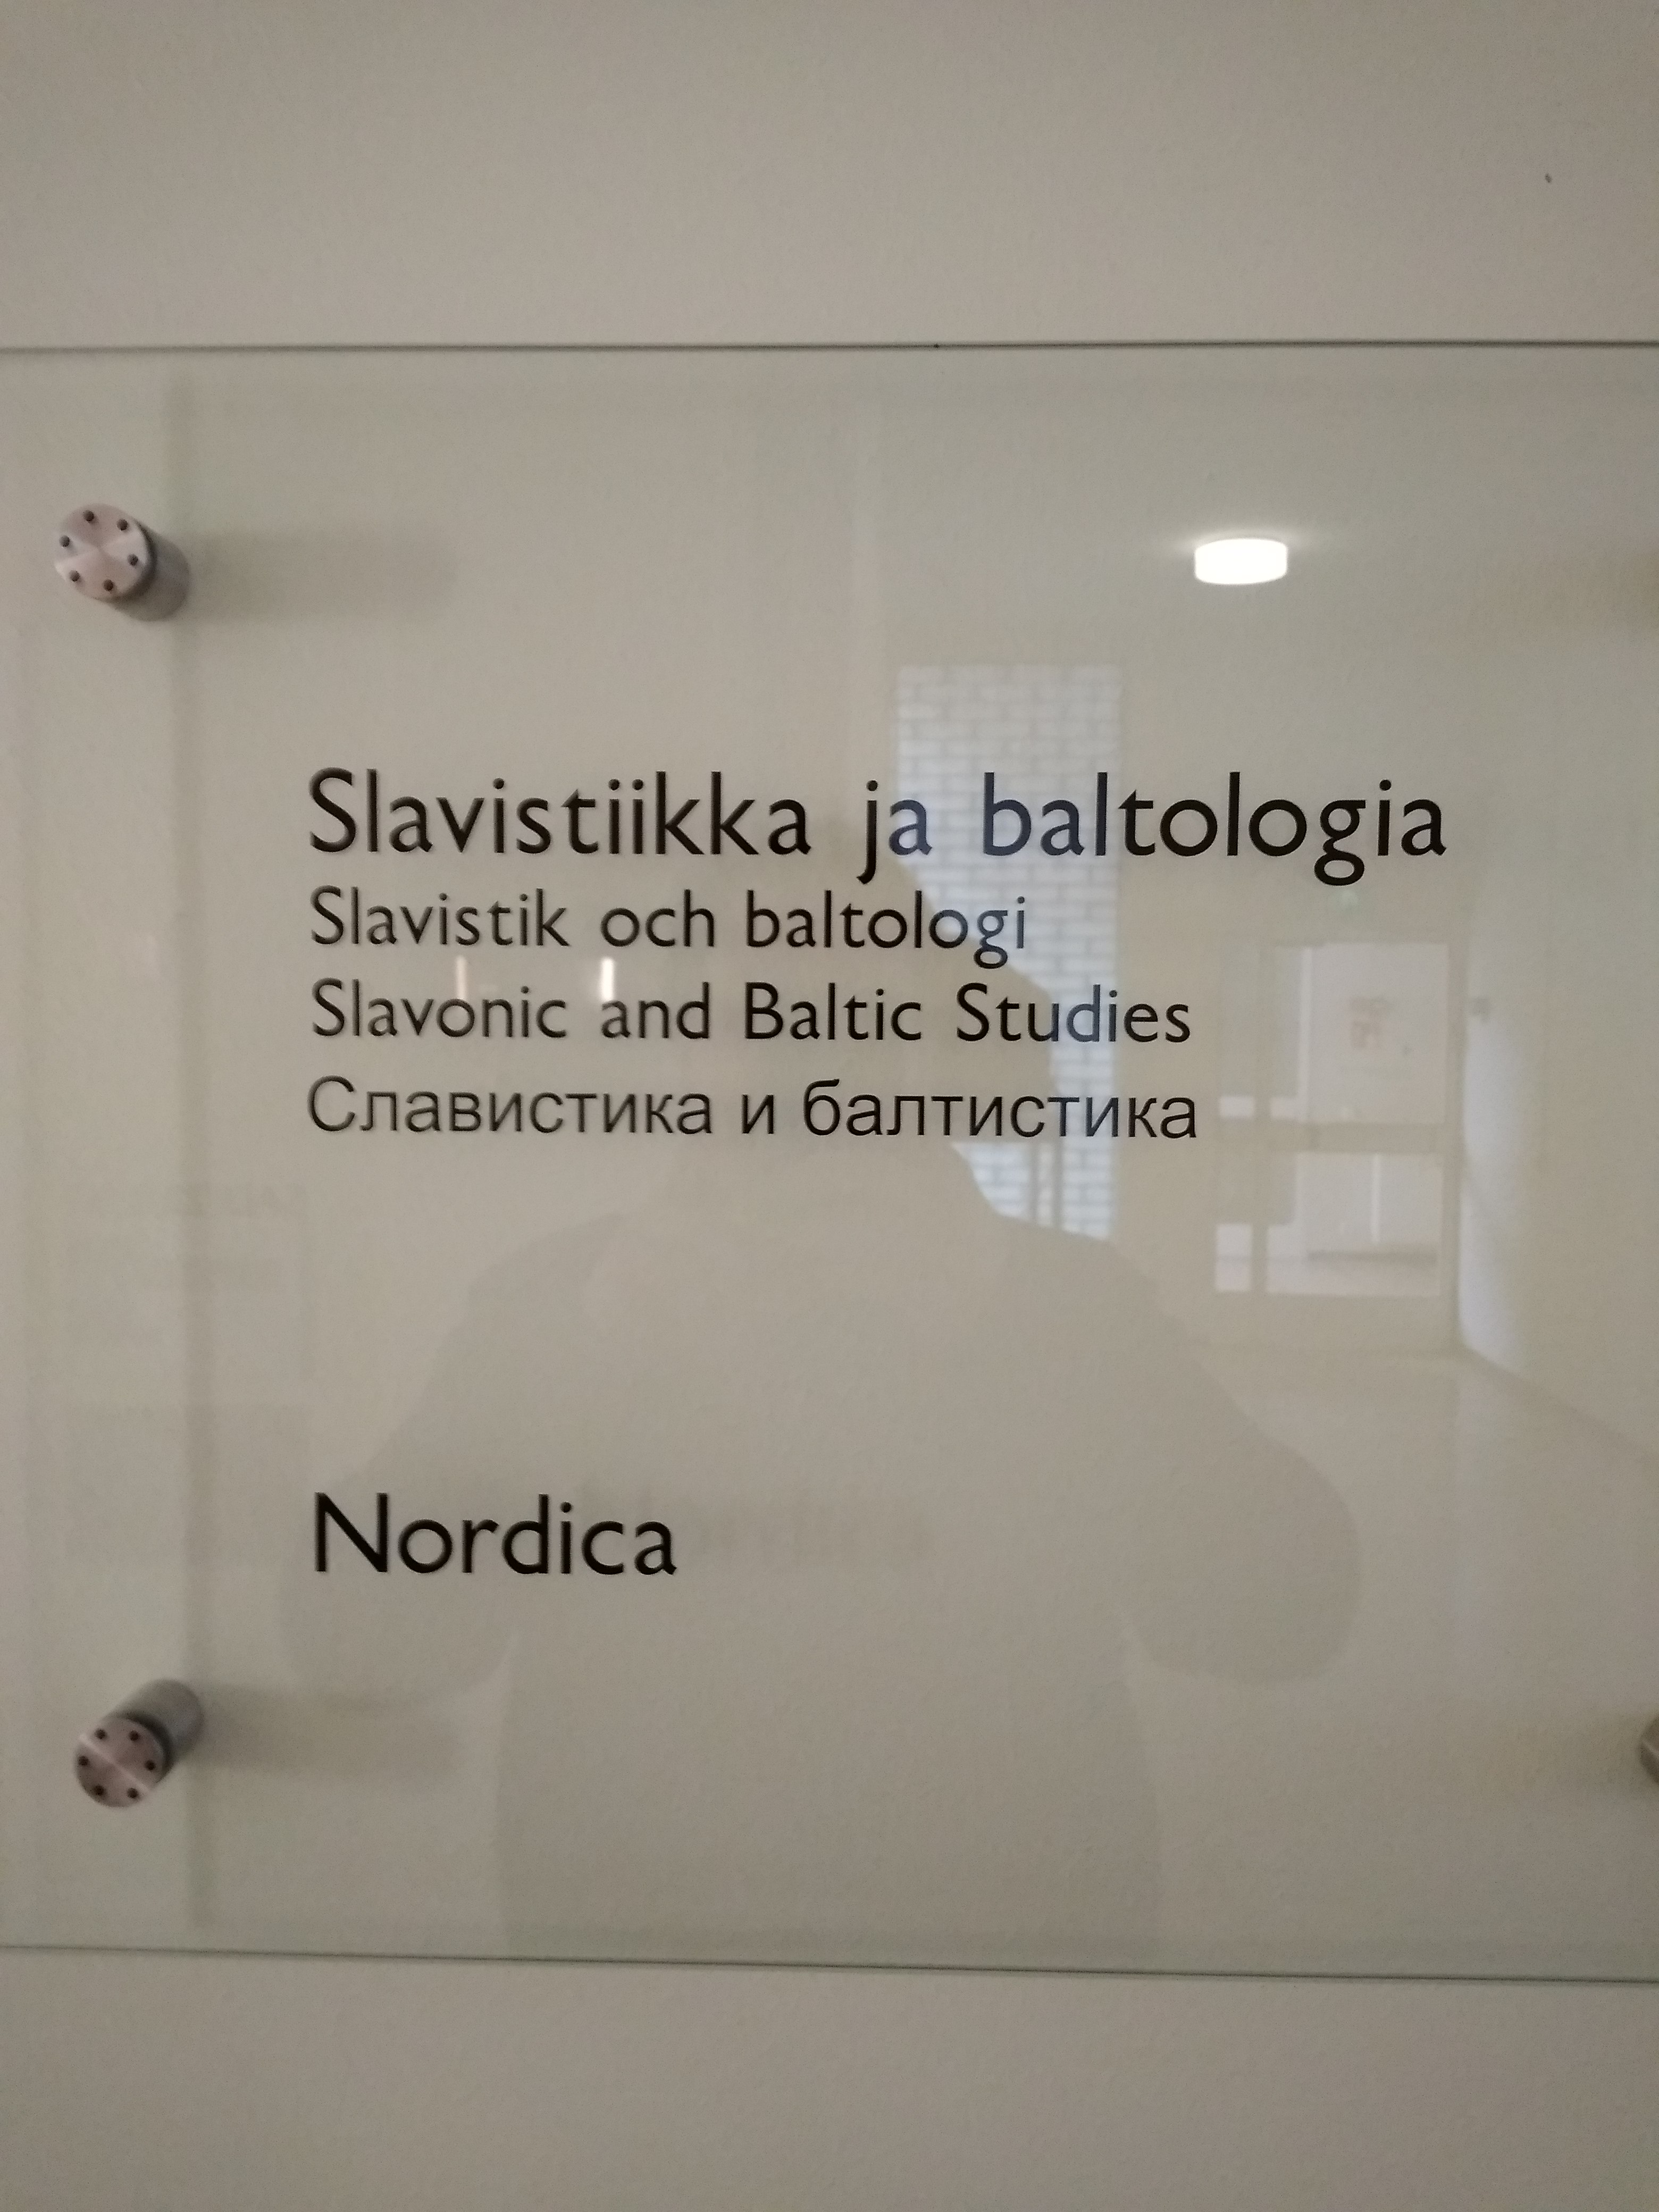 Slavistiikka ja baltologia
Slavistik och baltologi
Slavonic and Baltic Studies
Славистика и балтистика
Nordica